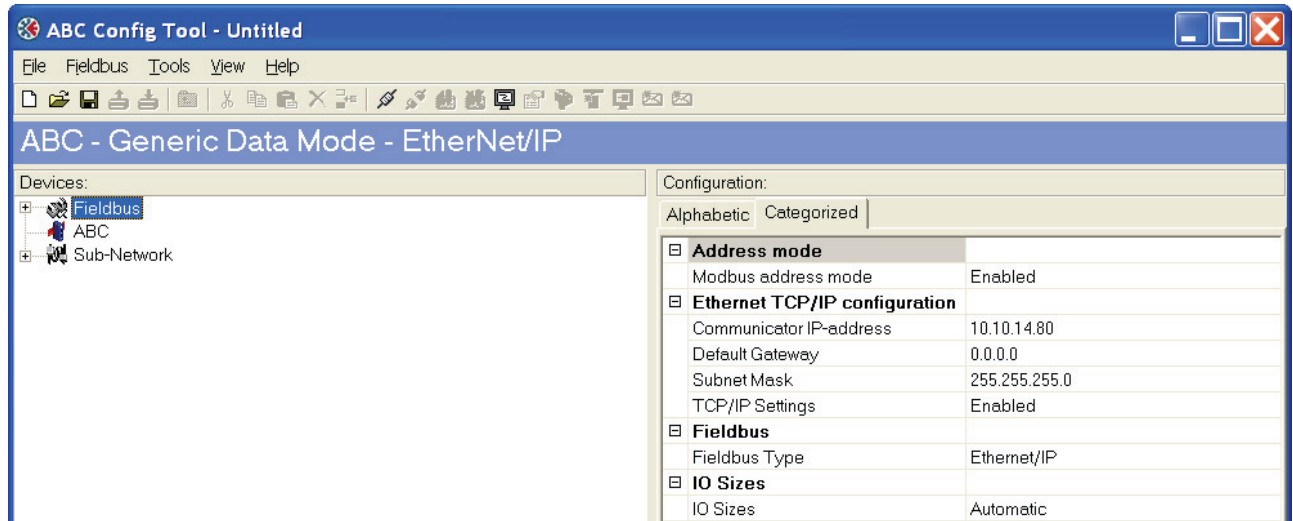 ABC Config Tool - Untitled
File Fieldbus Tools View Help
ABC - Generic Data Mode - EtherNet/IP
Devices:
Fieldbus
ABC
Sub-Network
Configuration:
Alphabetic Categorized
Address mode
Modbus address mode Enabled
Ethernet TCP/IP configuration
Communicator IP-address 10.10.14.80
Default Gateway 0.0.0.0
Subnet Mask 255.255.255.0
TCP/IP Settings Enabled
Fieldbus
Fieldbus Type Ethernet/IP
IO Sizes
IO Sizes Automatic